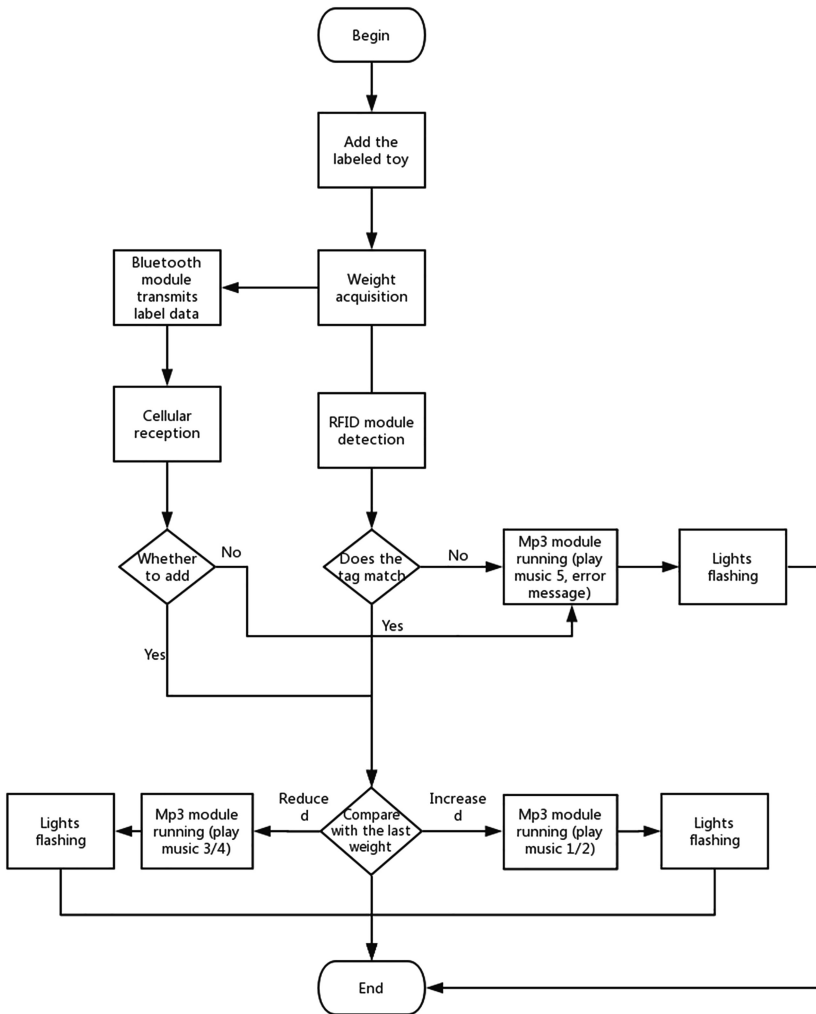 Begin
Add the
labeled toy
Bluetooth
module
transmits
label data
Weight
acquisition
Cellular
reception
RFID module
detection
Whether
to add
No
Does the
tag match
No
Mp3 module
running (play
music 5, error
message)
Lights
flashing
Yes
Yes
Lights
flashing
Mp3 module
running (play
music 3/4)
Reduce
d
Compare
with the last
weight
Increase
d
Mp3 module
running (play
music 1/2)
Lights
flashing
End